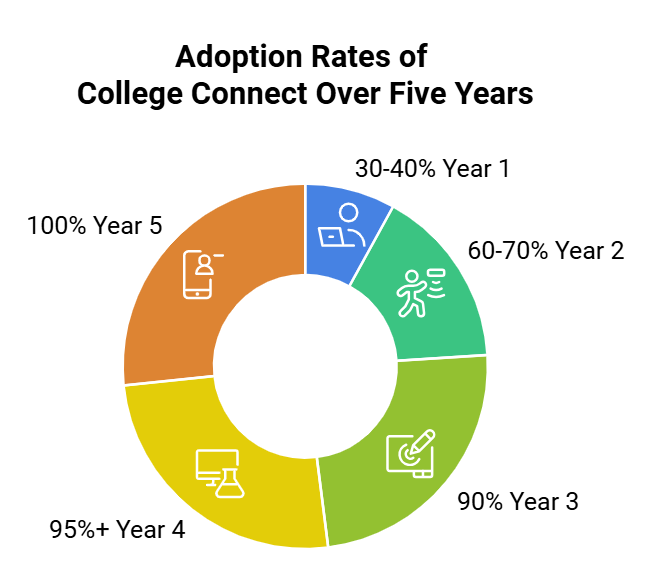 Adoption Rates of
College Connect Over Five Years
30-40% Year 1
100% Year 5
60-70% Year 2
90% Year 3
95%+ Year 4